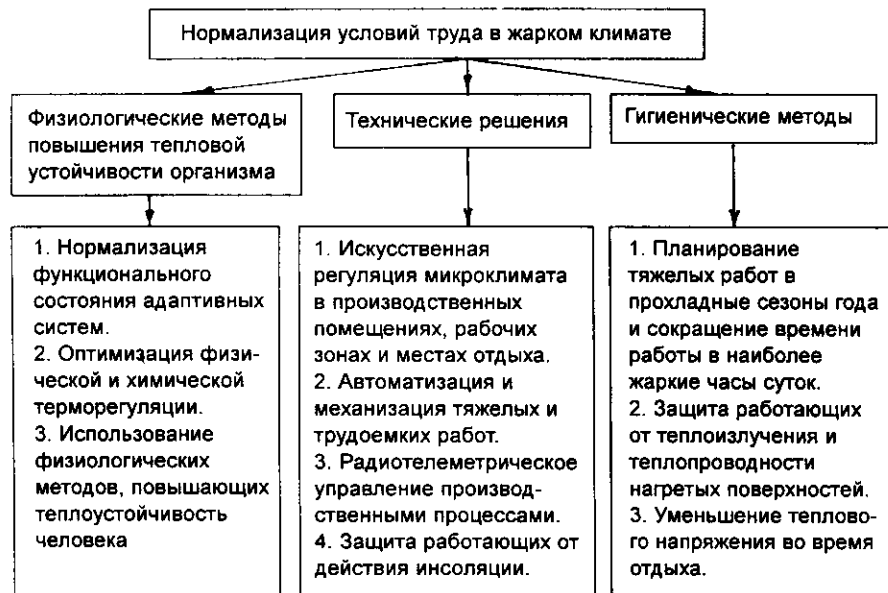 Нормализация условий труда в жарком климате
Физиологические методы
повышения тепловой
устойчивости организма
Технические решения
Гигиенические методы
1. Нормализация
функционального
состояния адаптивных
систем.
2. Оптимизация физи-
ческой и химической
терморегуляции.
3. Использование
физиологических
методов, повышающих
теплоустойчивость
человека
1. Искусственная
регуляция микроклимата
в производственных
помещениях, рабочих
зонах и местах отдыха.
2. Автоматизация и
механизация тяжелых и
трудоемких работ.
3. Радиотелеметрическое
управление производ-
ственными процессами.
4. Защита работающих от
действия инсоляции.
1. Планирование
тяжелых работ в
прохладные сезоны года
и сокращение времени
работы в наиболее
жаркие часы суток.
2. Защита работающих
от теплоизлучения и
теплопроводности
нагретых поверхностей.
3. Уменьшение теплово-
го напряжения во время
отдыха.